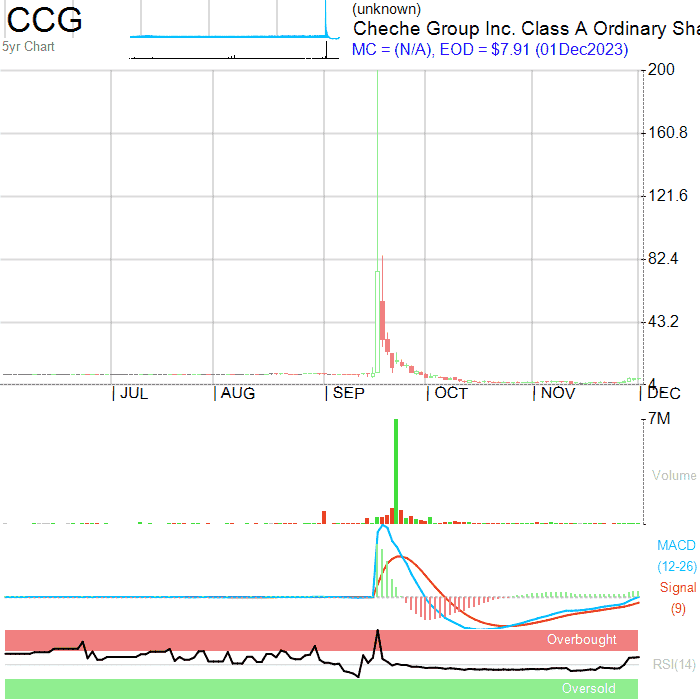 CCG
5yr Chart
(unknown)
Cheche Group Inc. Class A Ordinary Sha
MC = (N/A), EOD = $7.91 (01Dec2023)
200
160.8
121.6
82.4
43.2
4
JUL AUG SEP OCT NOV DEC
7M
Volume
MACD
(12-26)
Signal
(9)
Overbought
RSI(14)
Oversold